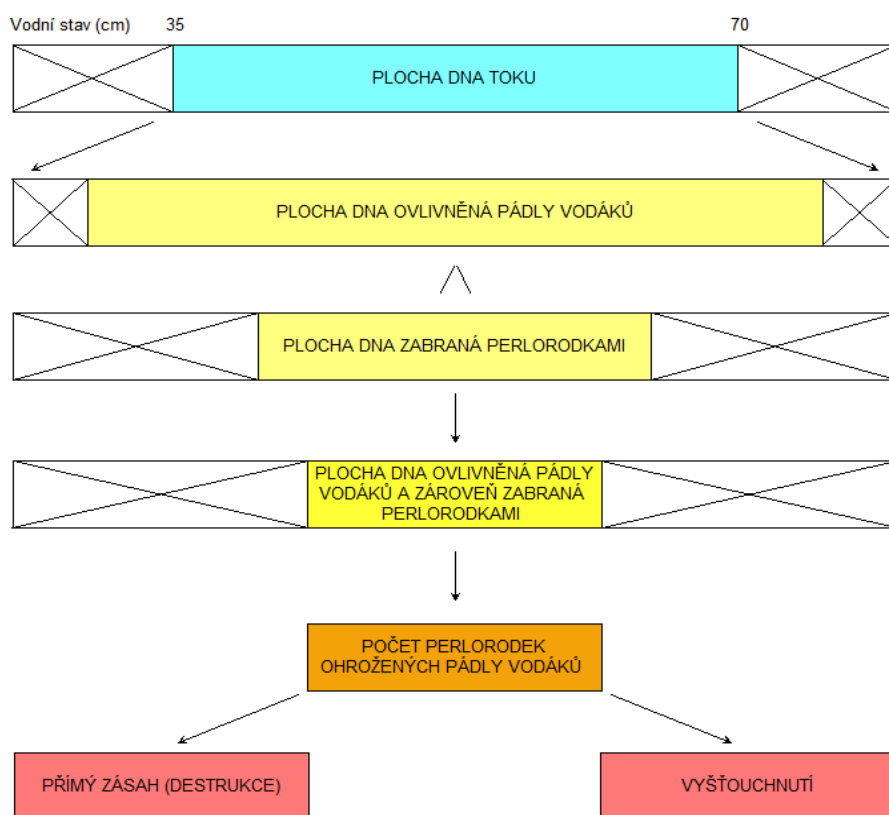 Vodní stav (cm) 35 70
PLOCHA DNA TOKU
PLOCHA DNA OVLIVNĚNÁ PÁDLY VODÁKŮ
PLOCHA DNA ZABRANÁ PERLORODKAMI
PLOCHA DNA OVLIVNĚNÁ PÁDLY
VODÁKŮ A ZÁROVEŇ ZABRANÁ
PERLORODKAMI
POČET PERLORODEK
OHROŽENÝCH PÁDLY VODÁKŮ
PŘÍMÝ ZÁSAH (DESTRUKCE)
VYŠŤOUCHNUTÍ